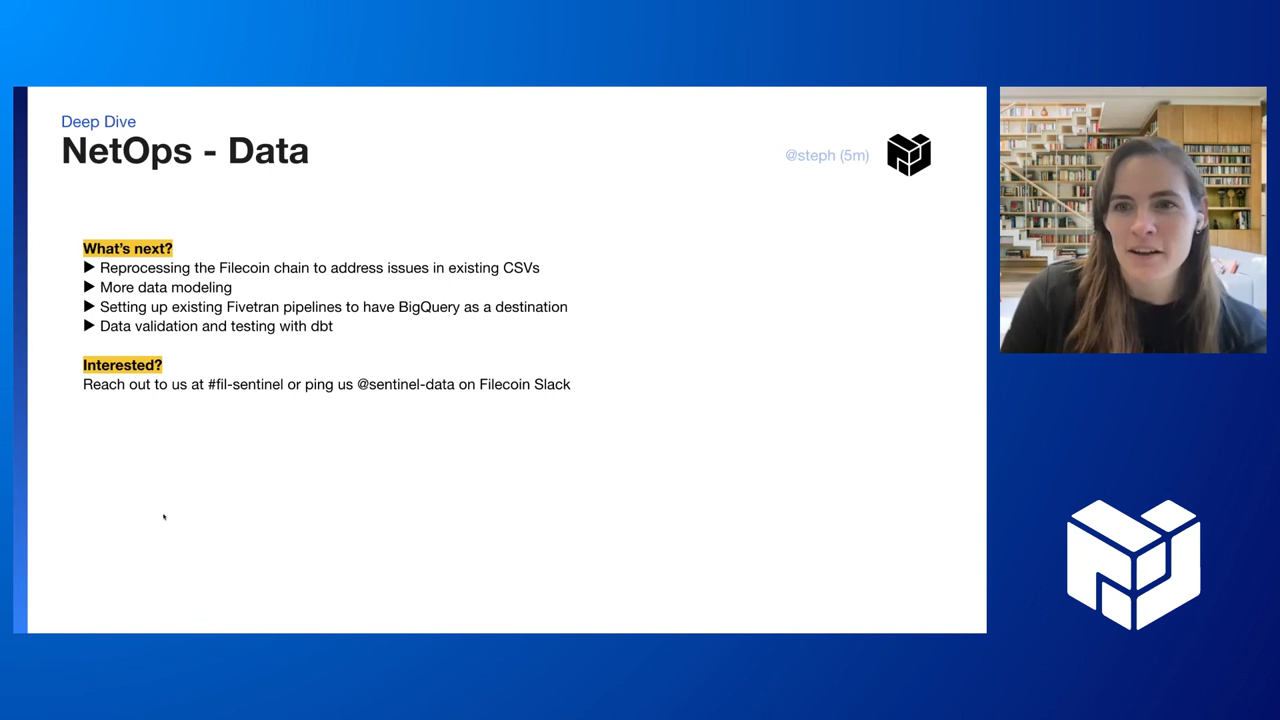 Deep Dive
NetOps - Data
@steph (5m)
What's next?
▶ Reprocessing the Filecoin chain to address issues in existing CSVs
▶ More data modeling
▶ Setting up existing Fivetran pipelines to have BigQuery as a destination
▶ Data validation and testing with dbt
Interested?
Reach out to us at #fil-sentinel or ping us @sentinel-data on Filecoin Slack